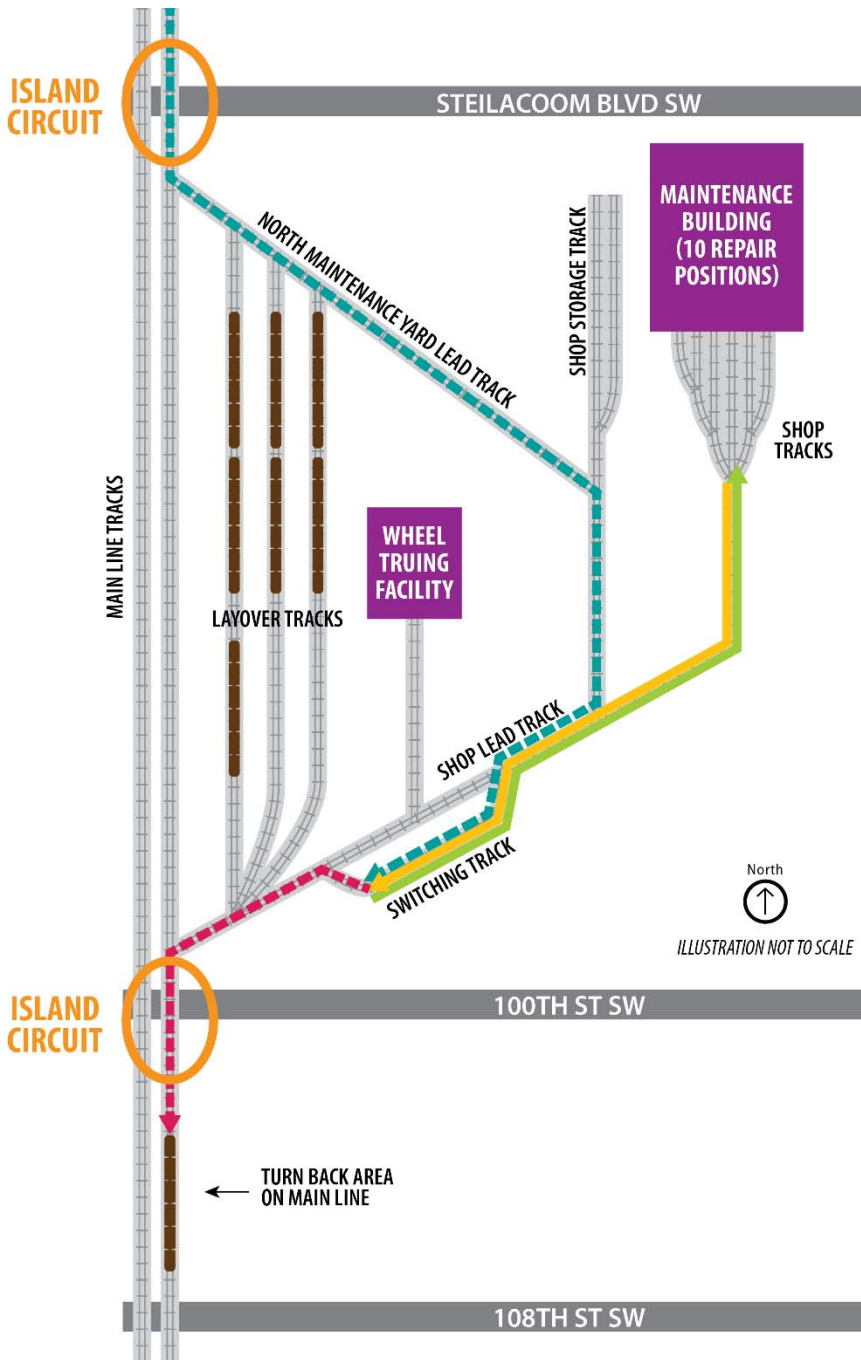 ISLAND
CIRCUIT
STEILACOOM BLVD SW
MAINTENANCE
BUILDING
(10 REPAIR
POSITIONS)
NORTH MAINTENANCE YARD LEAD TRACK
SHOP STORAGE TRACK
SHOP
TRACKS
MAIN LINE TRACKS
WHEEL
TRUING
FACILITY
LAYOVER TRACKS
SHOP LEAD TRACK
SWITCHING TRACK
North
ILLUSTRATION NOT TO SCALE
ISLAND
CIRCUIT
100TH ST SW
TURN BACK AREA
ON MAIN LINE
108TH ST SW